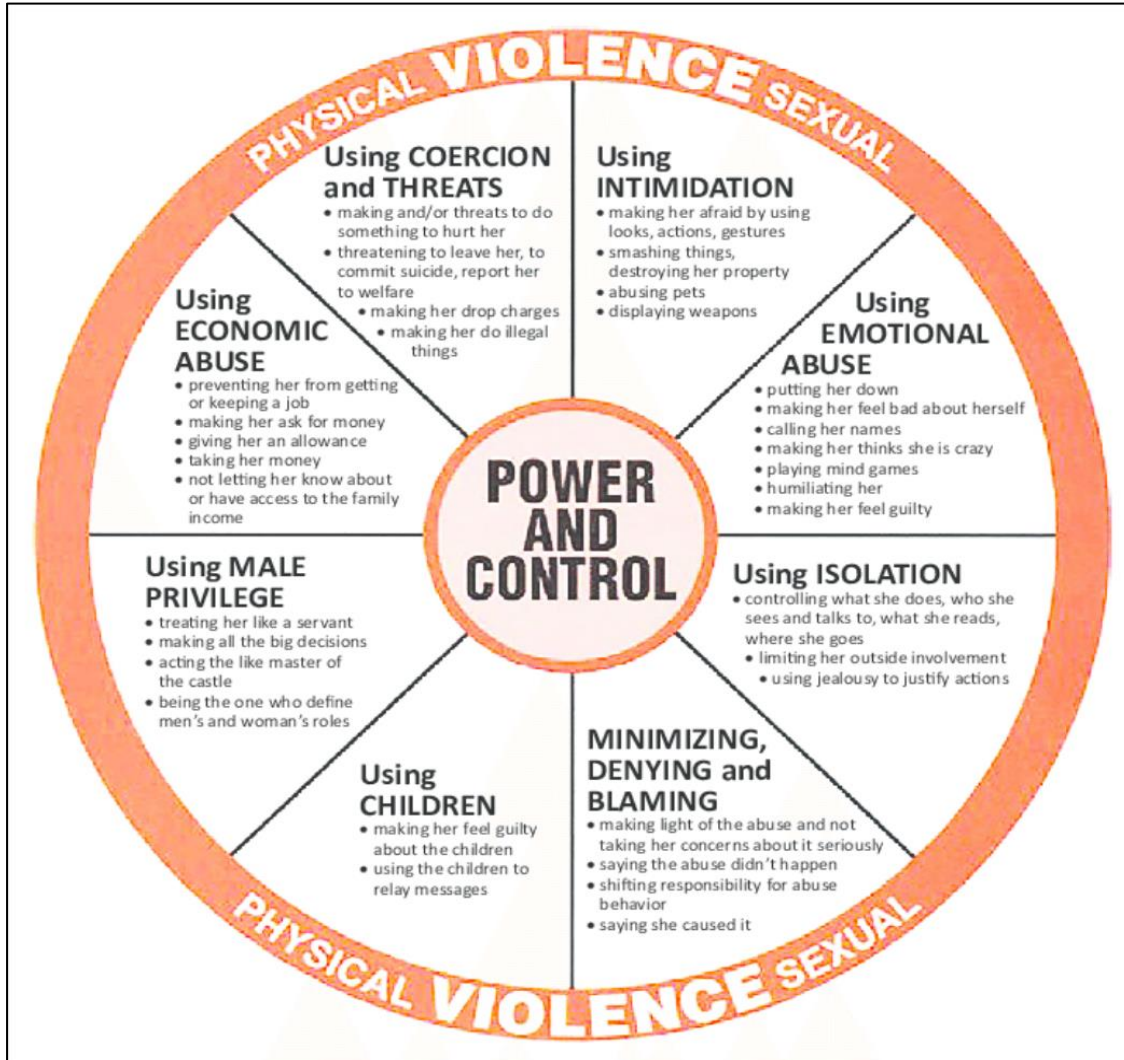 PHYSICAL VIOLENCE SEXUAL
Using COERCION
and THREATS
• making and/or threats to do
something to hurt her
• threatening to leave her, to
commit suicide, report her
to welfare
• making her drop charges
• making her do illegal
things
Using
INTIMIDATION
• making her afraid by using
looks, actions, gestures
• smashing things,
destroying her property
• abusing pets
• displaying weapons
Using
EMOTIONAL
ABUSE
• putting her down
• making her feel bad about herself
• calling her names
• making her thinks she is crazy
• playing mind games
• humiliating her
• making her feel guilty
Using ISOLATION
• controlling what she does, who she
sees and talks to, what she reads,
where she goes
• limiting her outside involvement
• using jealousy to justify actions
MINIMIZING,
DENYING and
BLAMING
• making light of the abuse and not
taking her concerns about it seriously
• saying the abuse didn't happen
• shifting responsibility for abuse
behavior
• saying she caused it
Using
CHILDREN
• making her feel guilty
about the children
• using the children to
relay messages
Using MALE
PRIVILEGE
• treating her like a servant
• making all the big decisions
• acting the like master of
the castle
• being the one who define
men's and woman's roles
Using
ECONOMIC
ABUSE
• preventing her from getting
or keeping a job
• making her ask for money
• giving her an allowance
• taking her money
• not letting her know about
or have access to the family
income
POWER
AND
CONTROL
PHYSICAL VIOLENCE SEXUAL